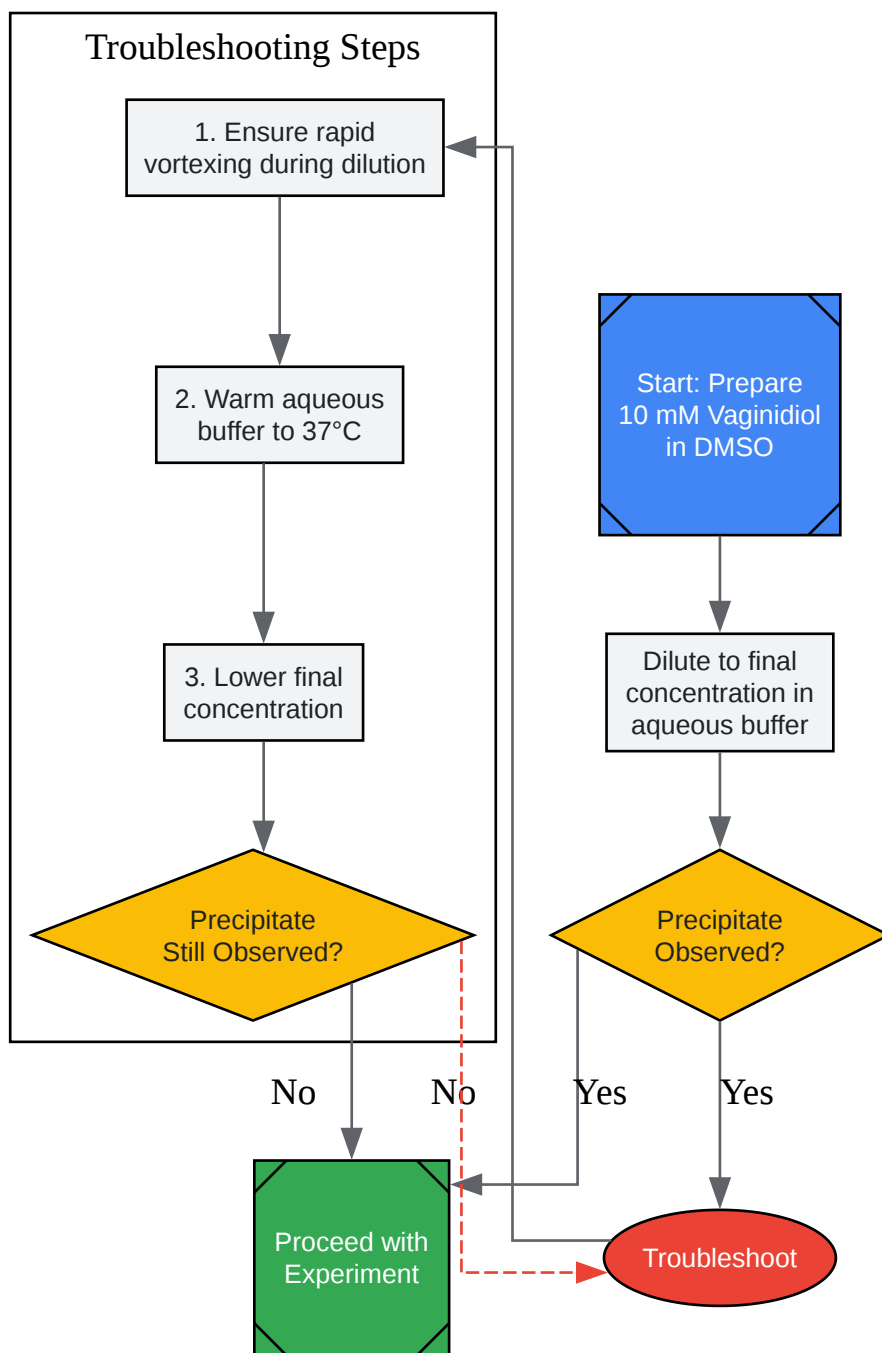 Troubleshooting Steps
1. Ensure rapid
vortexing during dilution
2. Warm aqueous
buffer to 37°C
3. Lower final
concentration
Precipitate
Still Observed?
Start: Prepare
10 mM Vaginidiol
in DMSO
Dilute to final
concentration in
aqueous buffer
Precipitate
Observed?
No
No
Yes
Yes
Proceed with
Experiment
Troubleshoot